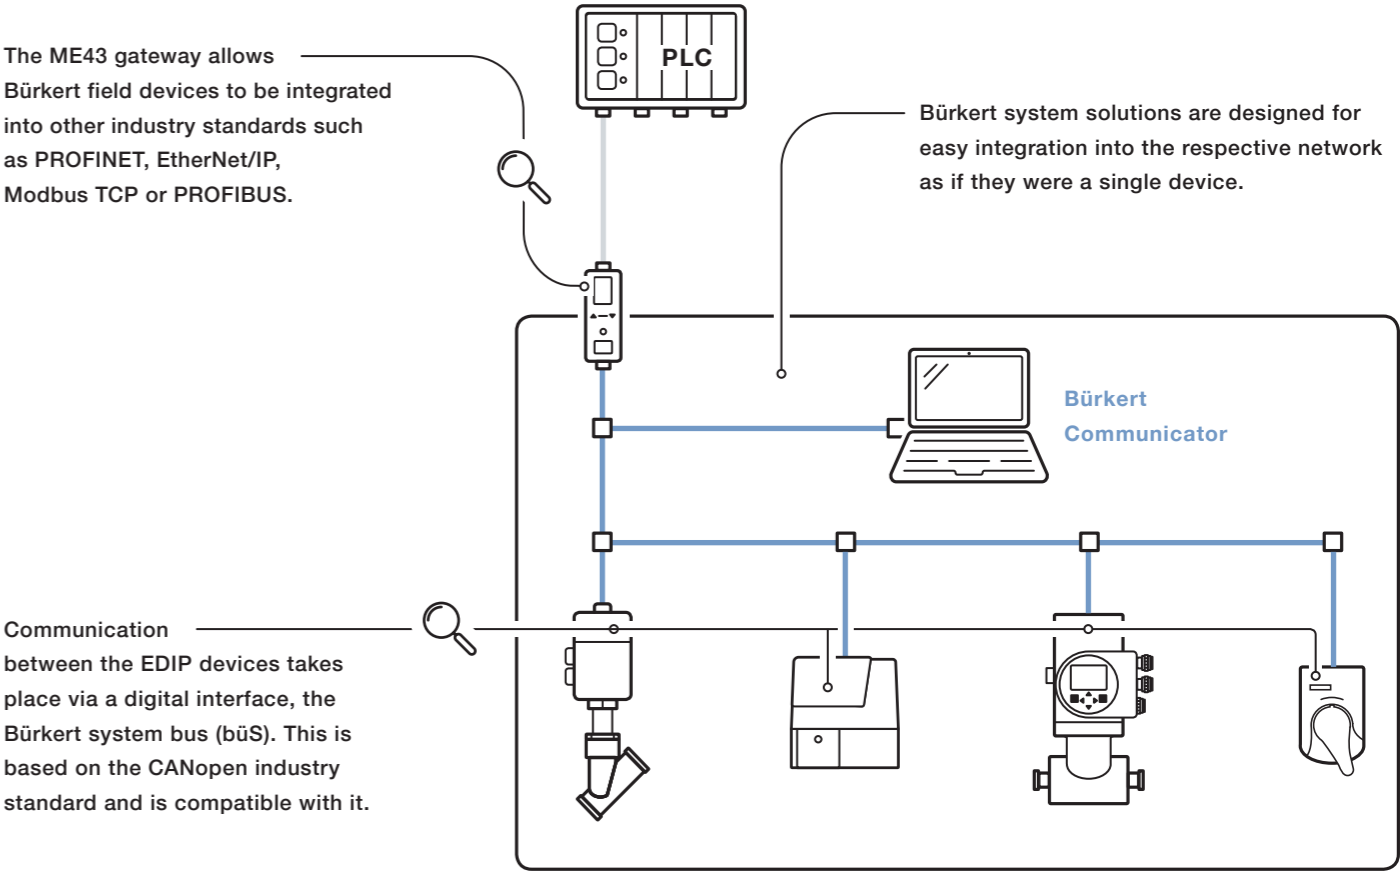 The ME43 gateway allows
Bürkert field devices to be integrated
into other industry standards such
as PROFINET, EtherNet/IP,
Modbus TCP or PROFIBUS.
PLC
Bürkert system solutions are designed for
easy integration into the respective network
as if they were a single device.
Bürkert
Communicator
Communication
between the EDIP devices takes
place via a digital interface, the
Bürkert system bus (büS). This is
based on the CANopen industry
standard and is compatible with it.